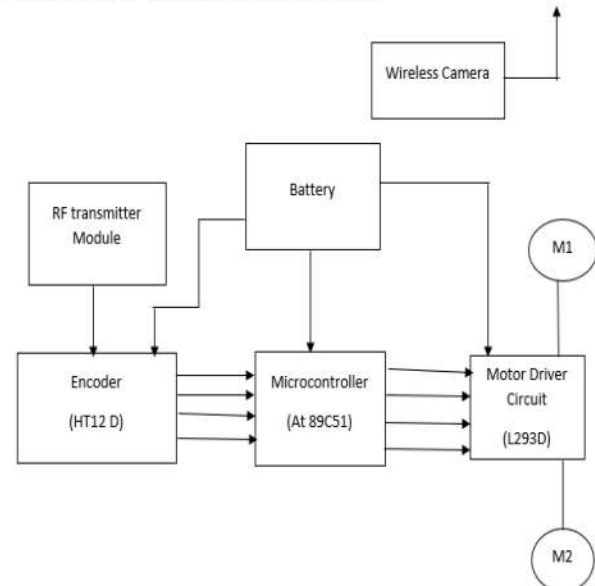 Wireless Camera
Battery
RF transmitter
Module
M1
Encoder
(HT12 D)
Microcontroller
(At 89C51)
Motor Driver
Circuit
(L293D)
M2